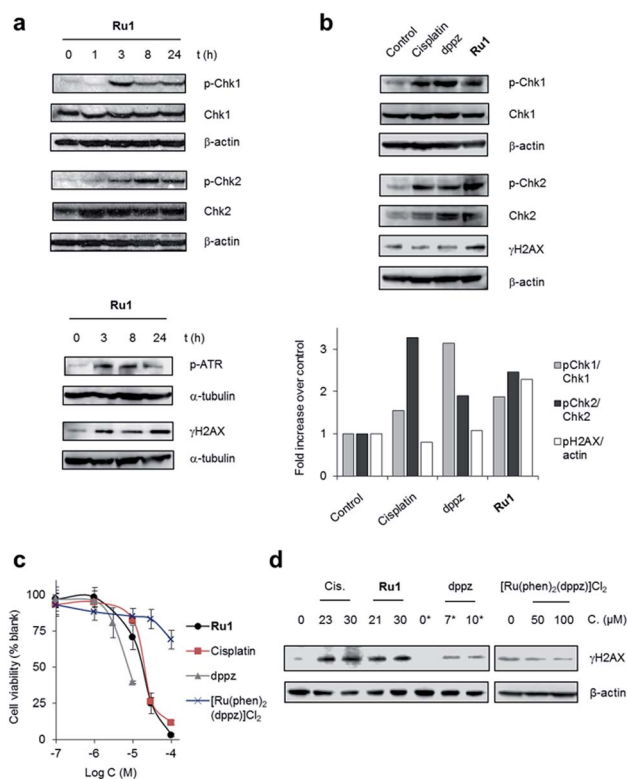 a
Ru1
0 1 3 8 24 t (h)
p-Chk1
Chk1
β-actin
p-Chk2
Chk2
β-actin
Ru1
0 3 8 24 t (h)
p-ATR
α-tubulin
γH2AX
α-tubulin
b
Control Cisplatin dppz Ru1
p-Chk1
Chk1
β-actin
p-Chk2
Chk2
γH2AX
β-actin
Fold increase over control
3
2
1
0
Control Cisplatin dppz Ru1
pChk1/
Chk1
pChk2/
Chk2
pH2AX/
actin
c
Cell viability (% blank)
100
75
50
25
0
-7 -6 -5 -4
Log C (M)
Ru1
Cisplatin
dppz
[Ru(phen)2
(dppz)]Cl2
d
Cis. Ru1 dppz [Ru(phen)2(dppz)]Cl2
0 23 30 21 30 0* 7* 10* 0 50 100 C. (μM)
γH2AX
β-actin